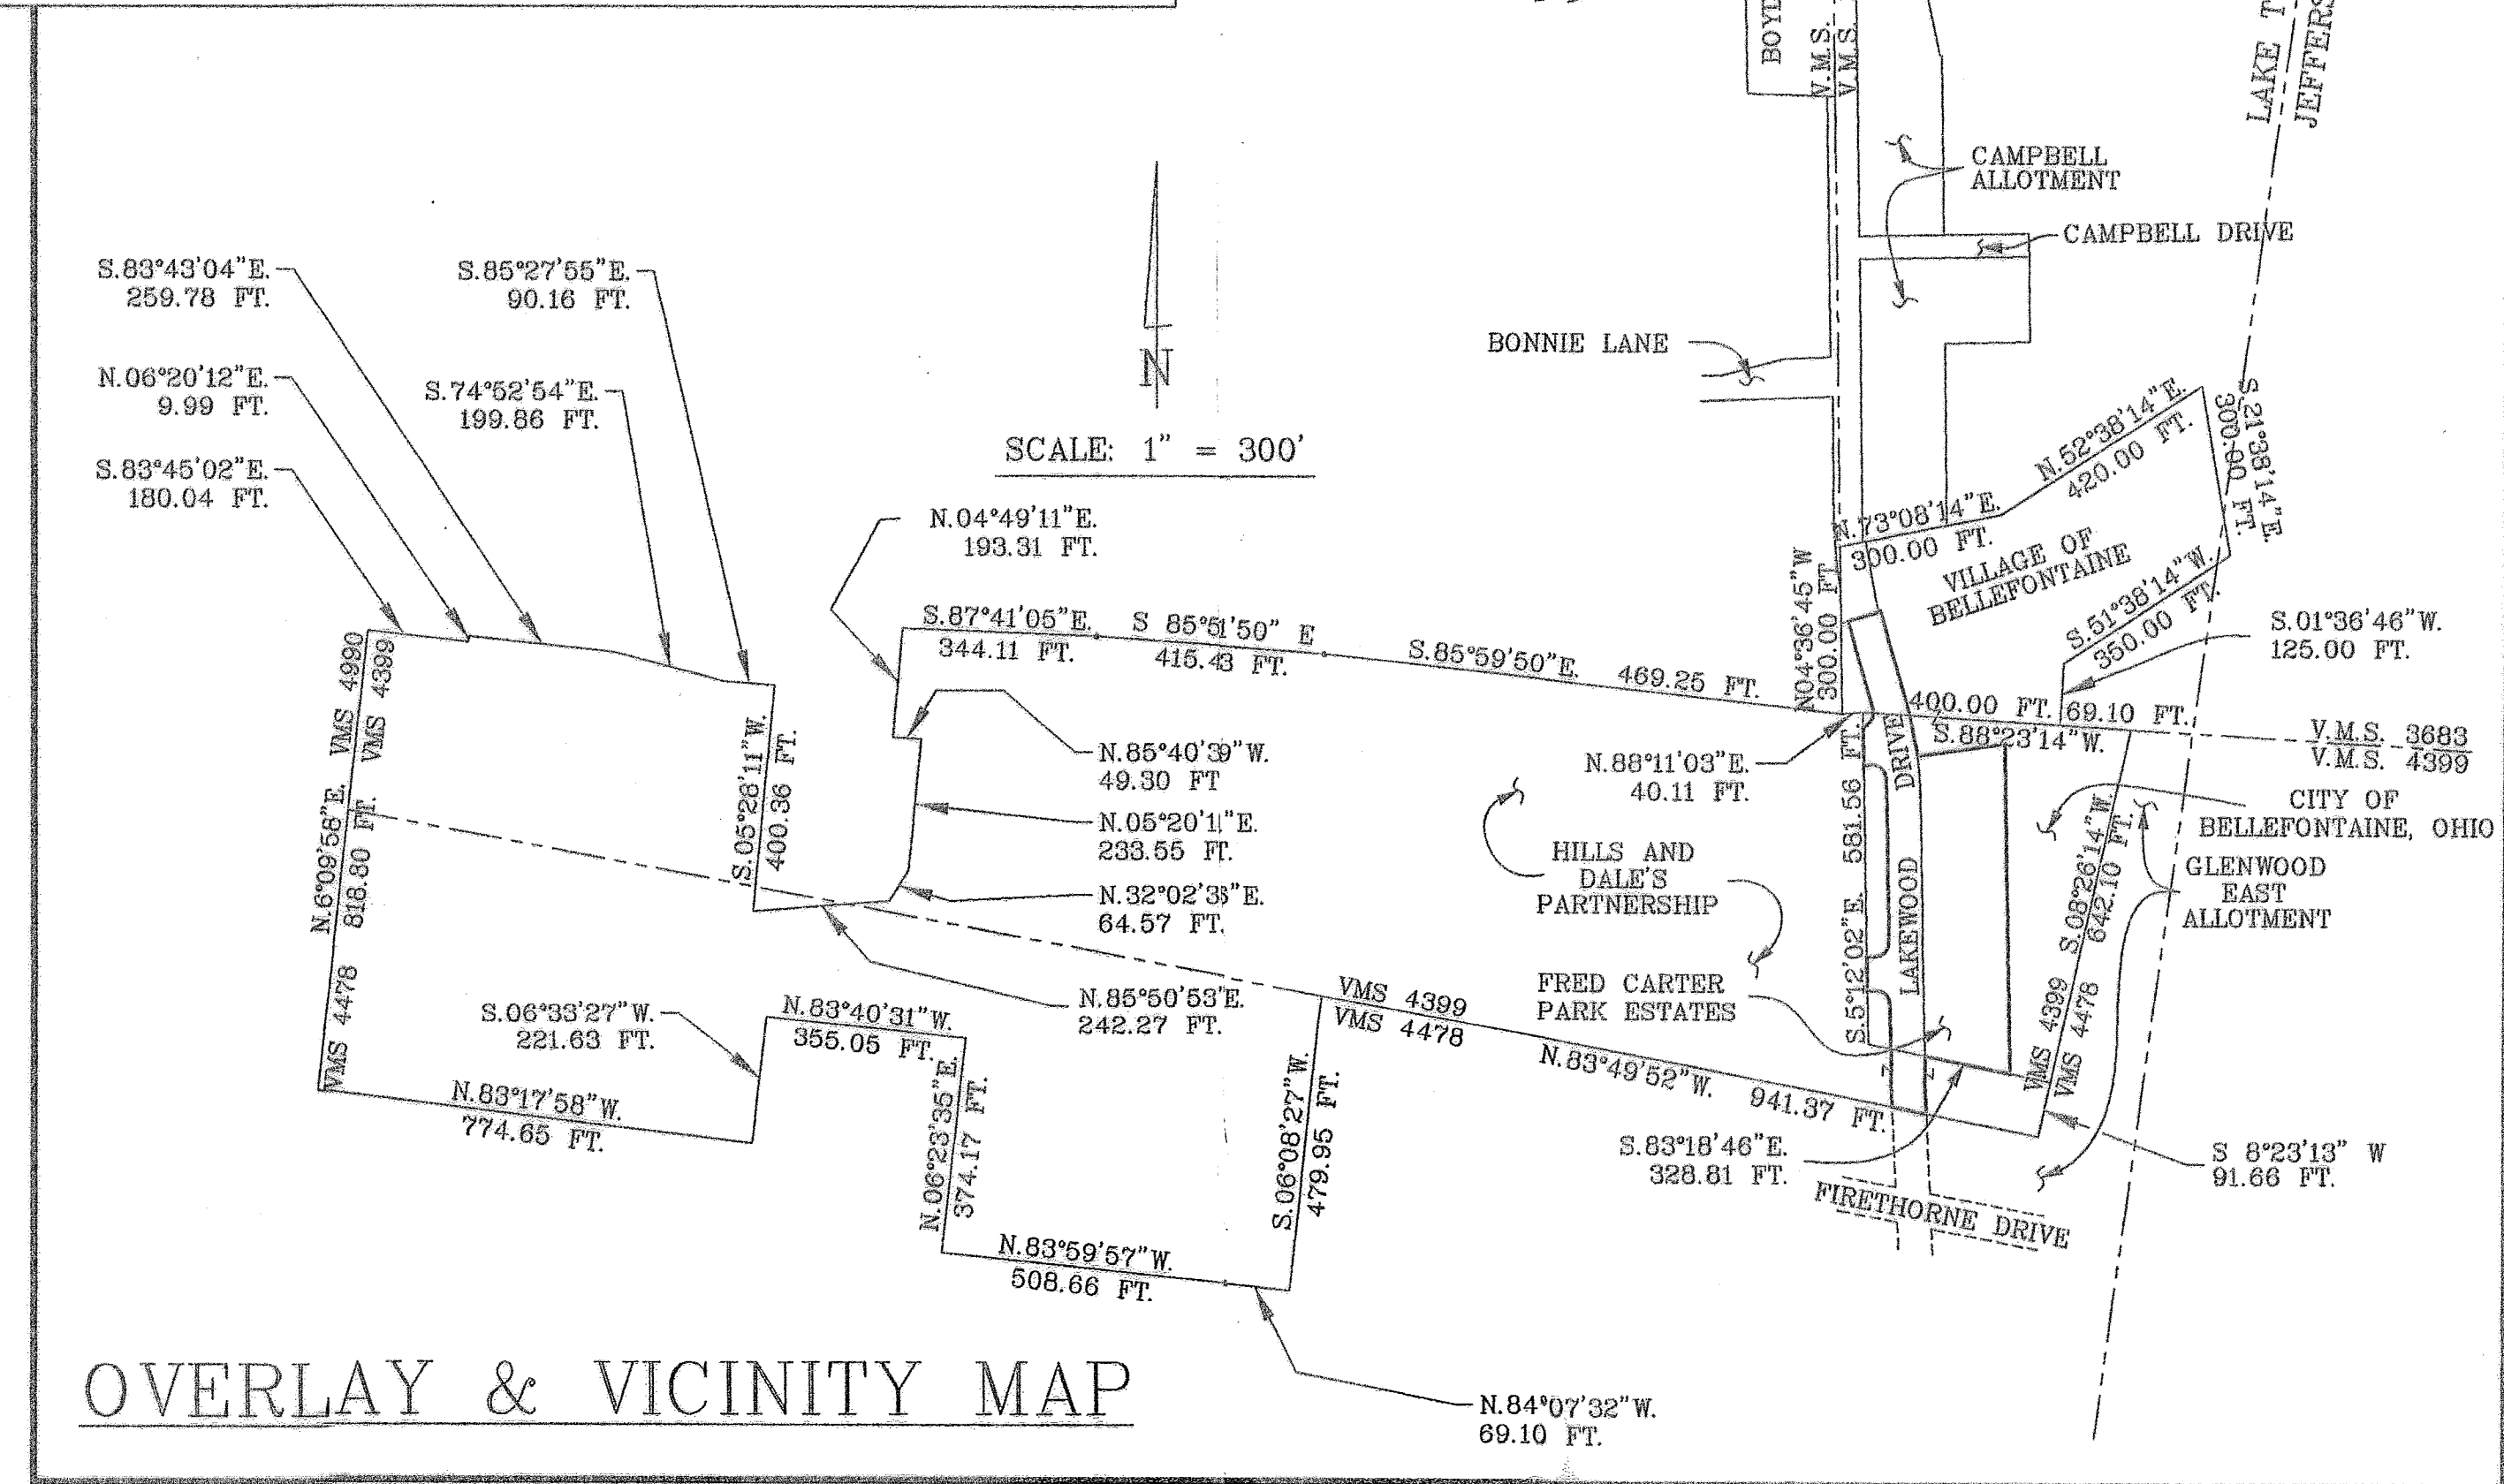 BOYD
V.M.S.
V.M.S.
LAKE T
JEFFERS
CAMPBELL
ALLOTMENT
CAMPBELL DRIVE
BONNIE LANE
S.83°43'04"E.
259.78 FT.
S.85°27'55"E.
90.16 FT.
N.06°20'12"E.
9.99 FT.
S.74°52'54"E.
199.86 FT.
S.83°45'02"E.
180.04 FT.
N
SCALE: 1" = 300'
N.04°49'11"E.
193.31 FT.
N.52°38'14"E.
420.00 FT.
S.21°38'14"E.
300.00 FT.
N.73°08'14"E.
300.00 FT.
VILLAGE OF
BELLEFONTAINE
S.51°38'14"W.
350.00 FT.
S.01°36'46"W.
125.00 FT.
N04°36'45"W
300.00 FT
S.87°41'05"E.
344.11 FT.
S 85°51'50" E
415.43 FT.
S.85°59'50"E. 469.25 FT.
400.00 FT.
69.10 FT.
S.88°23'14"W.
V.M.S. 3683
V.M.S. 4399
VMS 4990
VMS 4399
N.6°09'58"E.
818.80 FT.
VMS 4478
S.05°28'11"W.
400.36 FT.
N.85°40'39"W.
49.30 FT
N.05°20'1"E.
233.55 FT.
N.32°02'3"E.
64.57 FT.
N.85°50'53"E.
242.27 FT.
N.88°11'03"E.
40.11 FT.
HILLS AND
DALE'S
PARTNERSHIP
FRED CARTER
PARK ESTATES
S.5°12'02"E. 581.56 FT.
LAKEWOOD DRIVE
CITY OF
BELLEFONTAINE, OHIO
GLENWOOD
EAST
ALLOTMENT
S.08°26'14"W.
642.10 FT.
VMS 4399
VMS 4478
S.06°33'27"W.
221.63 FT.
N.83°40'31"W.
355.05 FT.
N.83°17'58"W.
774.65 FT.
N.06°23'35"E.
374.17 FT.
S.06°08'27"W.
479.95 FT.
VMS 4399
VMS 4478
N.83°49'52"W. 941.37 FT.
S.83°18'46"E.
328.81 FT.
S 8°23'13" W
91.66 FT.
FIRETHORNE DRIVE
N.83°59'57"W.
508.66 FT.
N.84°07'32"W.
69.10 FT.
OVERLAY & VICINITY MAP